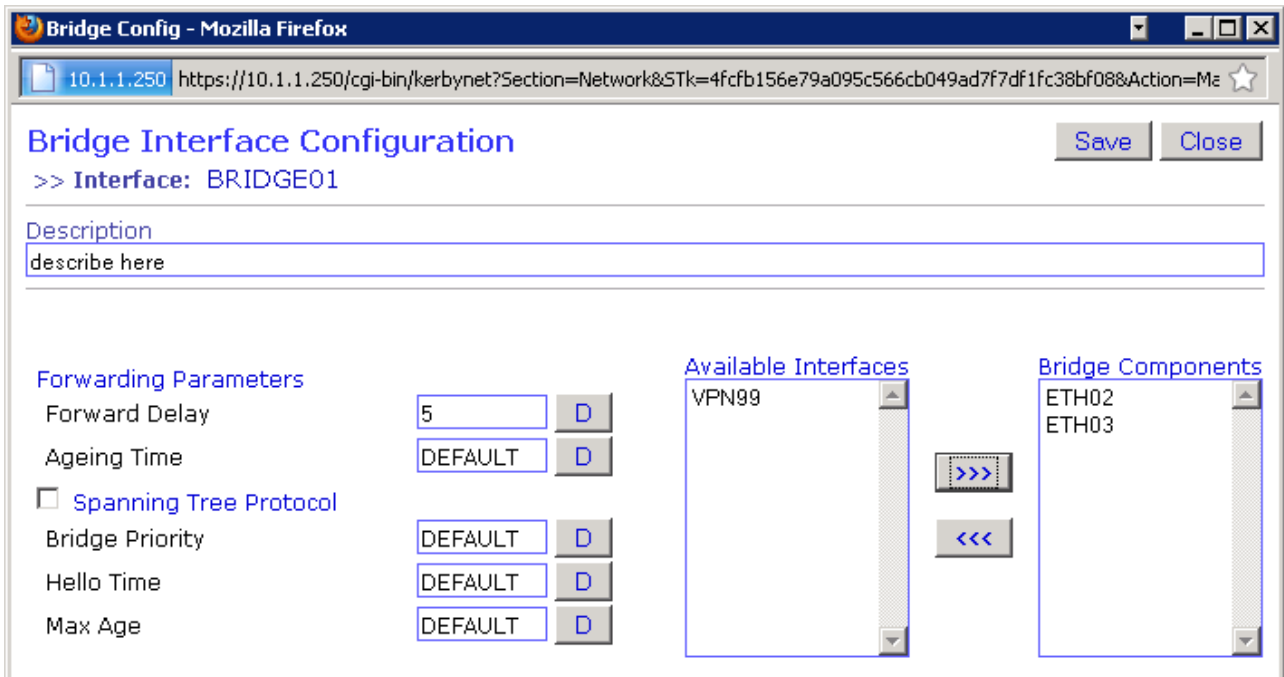 Bridge Config - Mozilla Firefox
10.1.1.250 https://10.1.1.250/cgi-bin/kerbynet?Section=Network&STk=4fcfb156e79a095c566cb049ad7f7df1fc38bf08&Action=Ma
Bridge Interface Configuration
Save Close
>> Interface: BRIDGE01
Description
describe here
Forwarding Parameters
Forward Delay 5 D
Ageing Time DEFAULT D
Spanning Tree Protocol
Bridge Priority DEFAULT D
Hello Time DEFAULT D
Max Age DEFAULT D
Available Interfaces
VPN99
>>>
<<<
Bridge Components
ETH02
ETH03